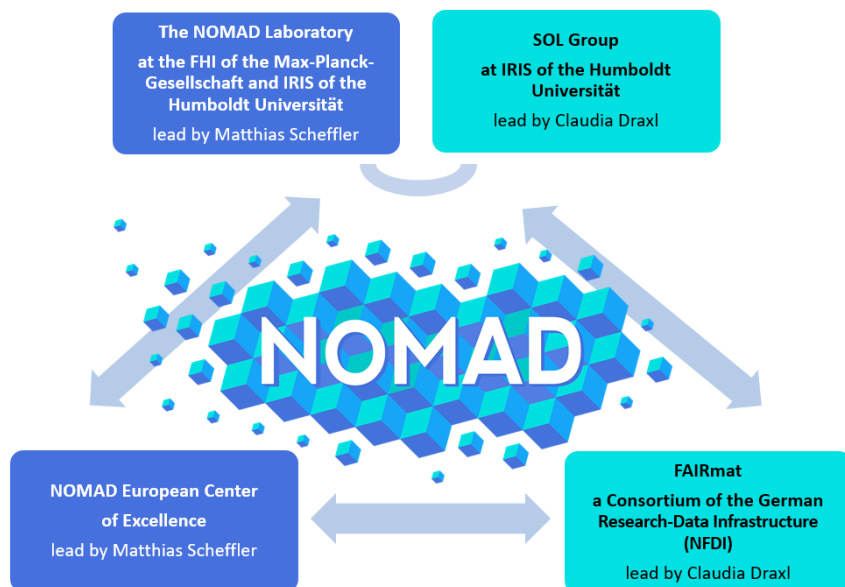 The NOMAD Laboratory
at the FHI of the Max-Planck-
Gesellschaft and IRIS of the
Humboldt Universität
lead by Matthias Scheffler
SOL Group
at IRIS of the Humboldt
Universität
lead by Claudia Draxl
NOMAD
NOMAD European Center
of Excellence
lead by Matthias Scheffler
FAIRmat
a Consortium of the German
Research-Data Infrastructure
(NFDI)
lead by Claudia Draxl